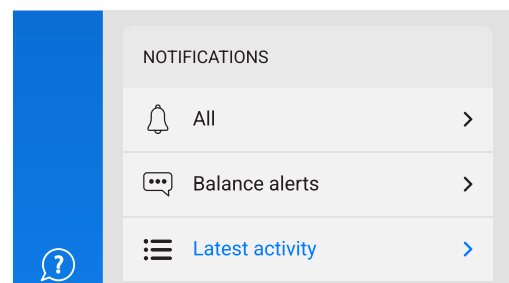 NOTIFICATIONS
All
Balance alerts
Latest activity
?